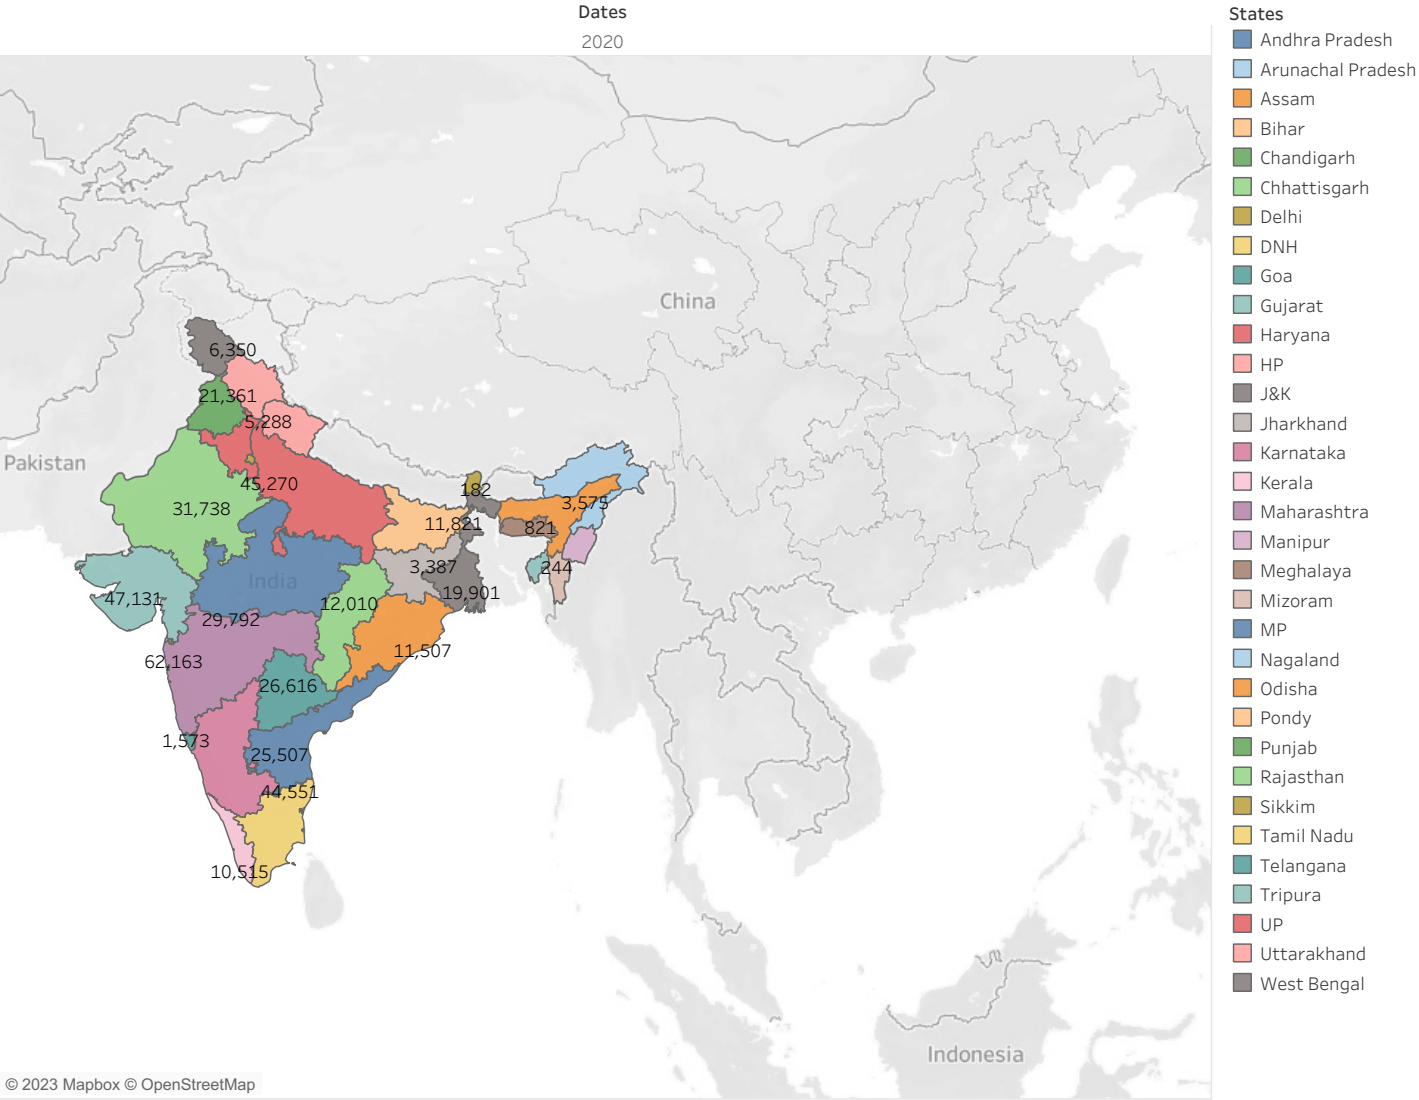 Dates
2020
States
Andhra Pradesh
Arunachal Pradesh
Assam
Bihar
Chandigarh
Chhattisgarh
Delhi
DNH
Goa
Gujarat
Haryana
HP
J&K
Jharkhand
Karnataka
Kerala
Maharashtra
Manipur
Meghalaya
Mizoram
MP
Nagaland
Odisha
Pondy
Punjab
Rajasthan
Sikkim
Tamil Nadu
Telangana
Tripura
UP
Uttarakhand
West Bengal
China
6,350
21,361
5,288
Pakistan
45,270
182
31,738
3,575
11,821
821
3,387
244
India
47,131
19,901
12,010
29,792
11,507
62,163
26,616
1,573
25,507
44,551
10,515
Indonesia
© 2023 Mapbox © OpenStreetMap